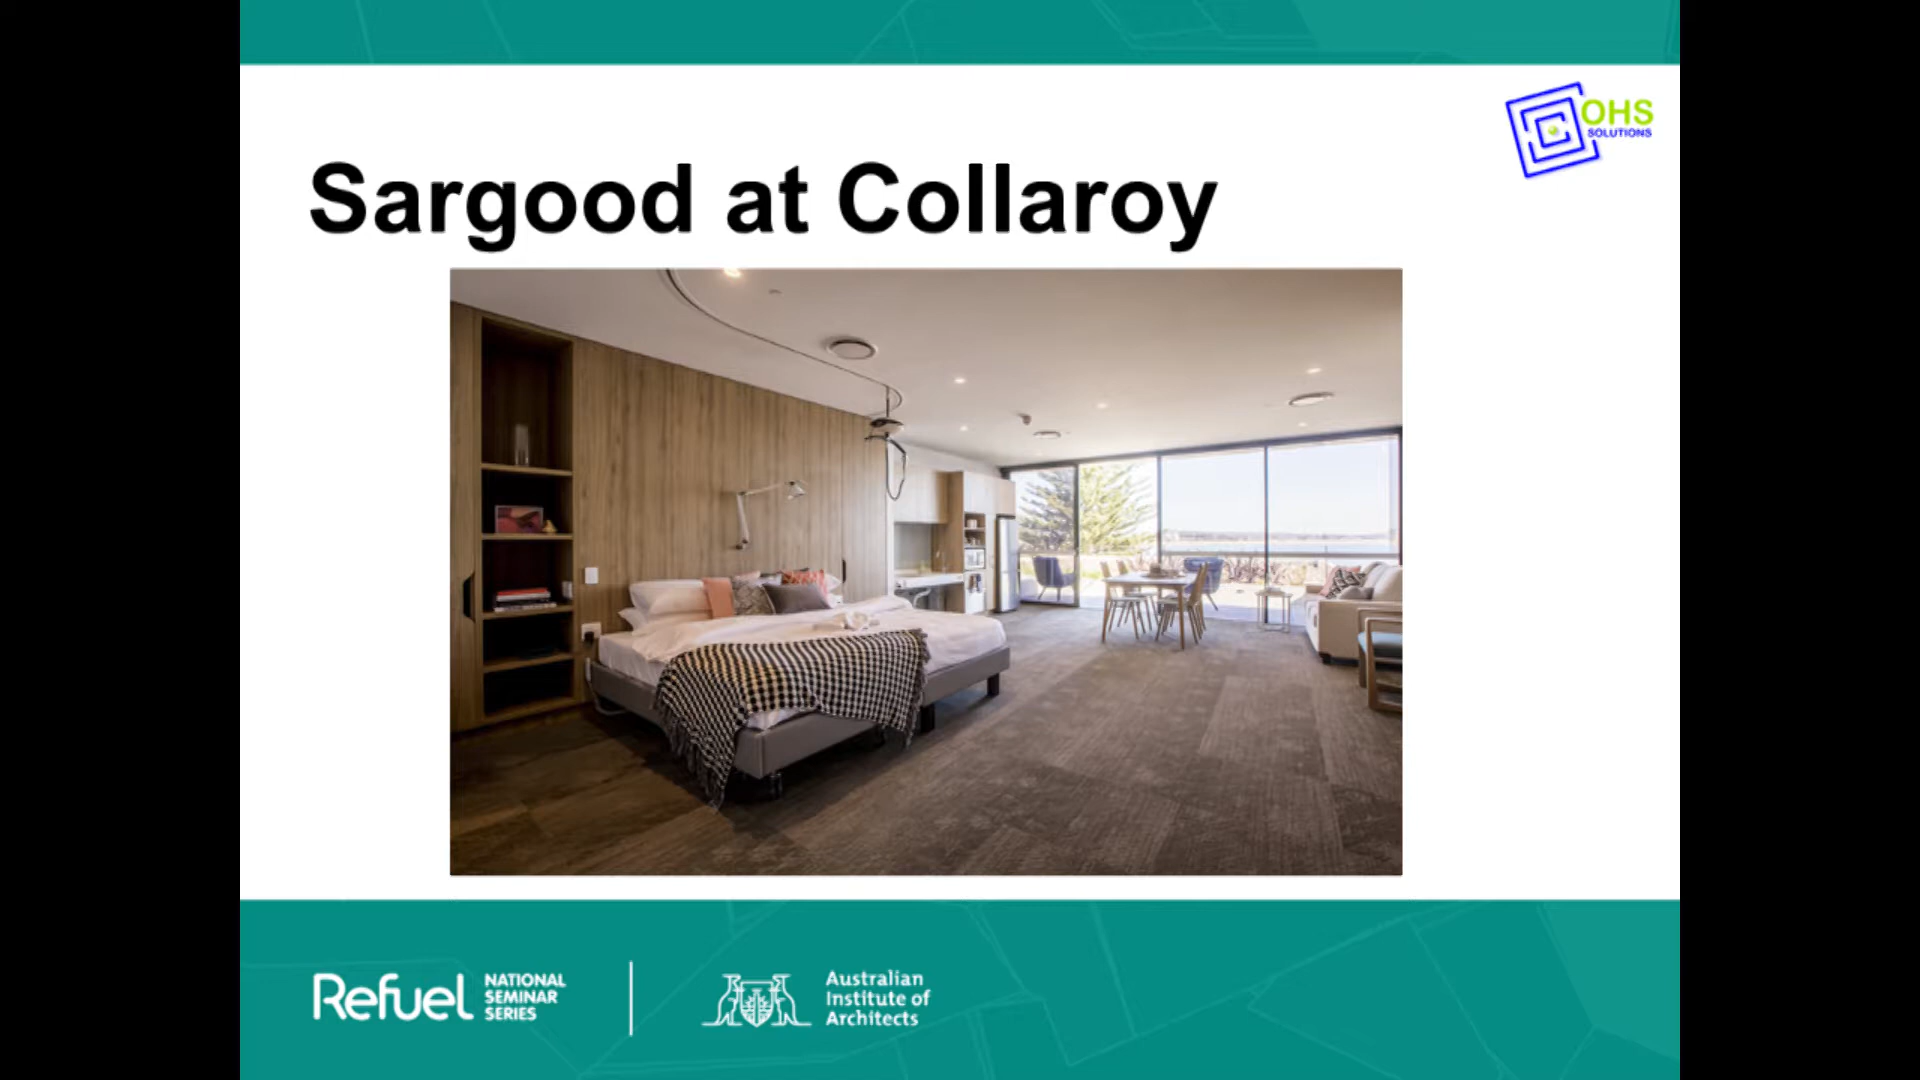 OHS
SOLUTIONS
Sargood at Collaroy
Refuel
NATIONAL
SEMINAR
SERIES
Australian
Institute of
Architects